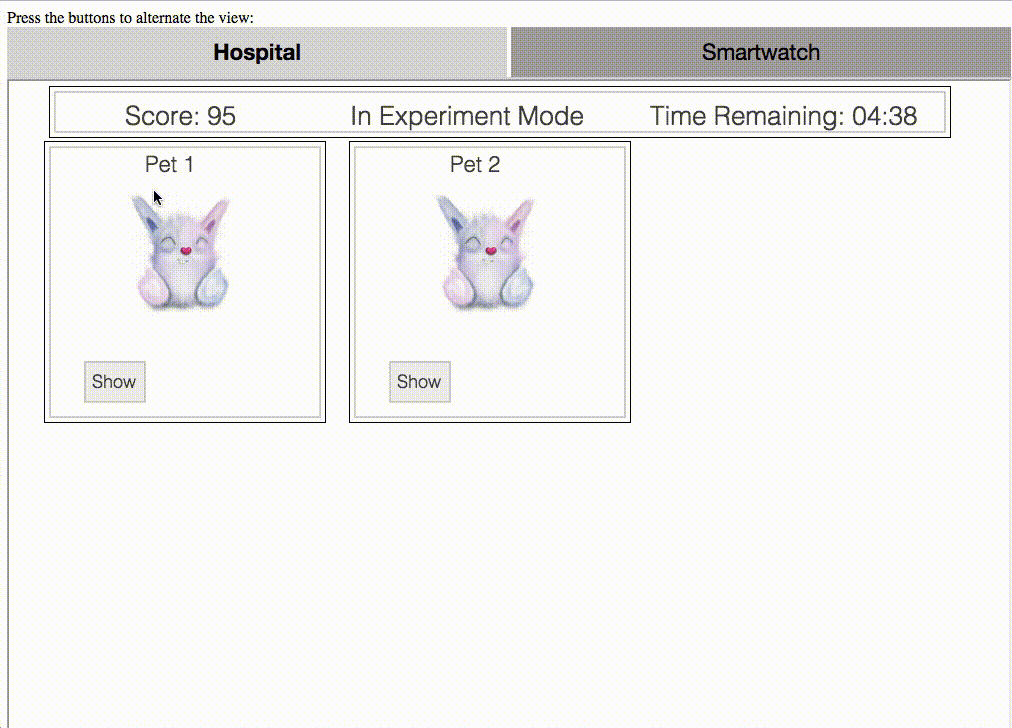 Press the buttons to alternate the view:
Hospital Smartwatch
Score: 95 In Experiment Mode Time Remaining: 04:38
Pet 1 Pet 2
Show Show